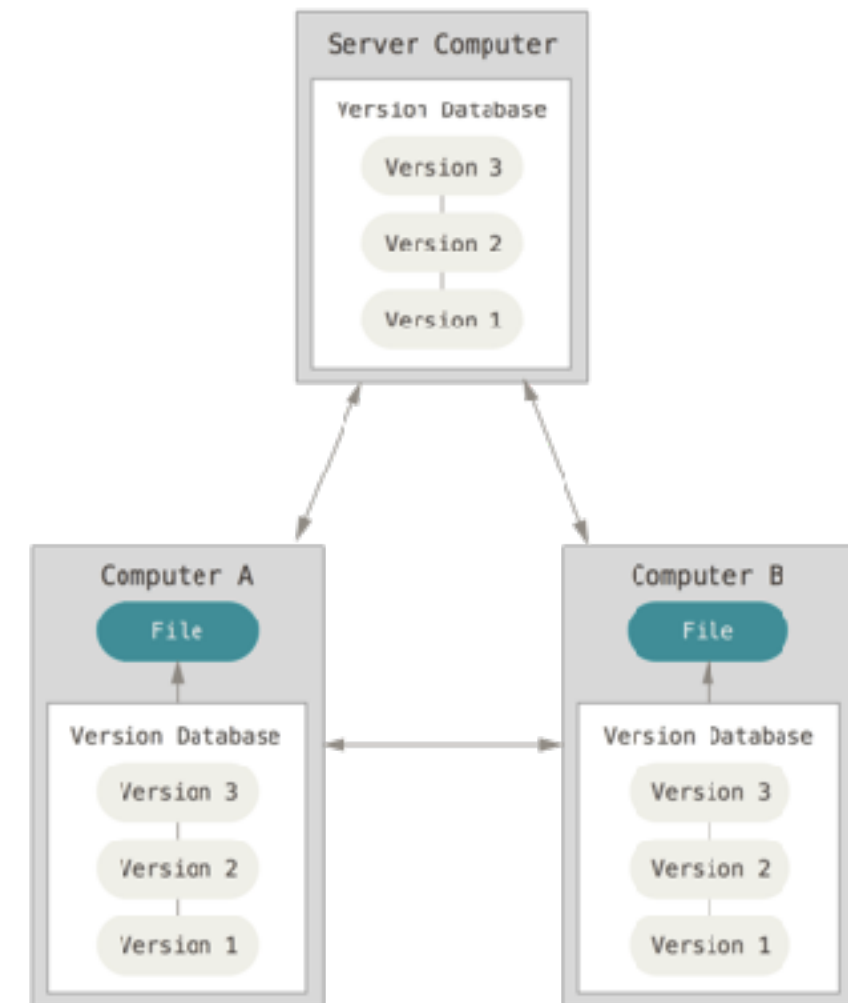 Server Computer
Version Database
Version 3
Version 2
Version 1
Computer A
File
Version Database
Version 3
Version 2
Version 1
Computer B
File
Version Database
Version 3
Version 2
Version 1